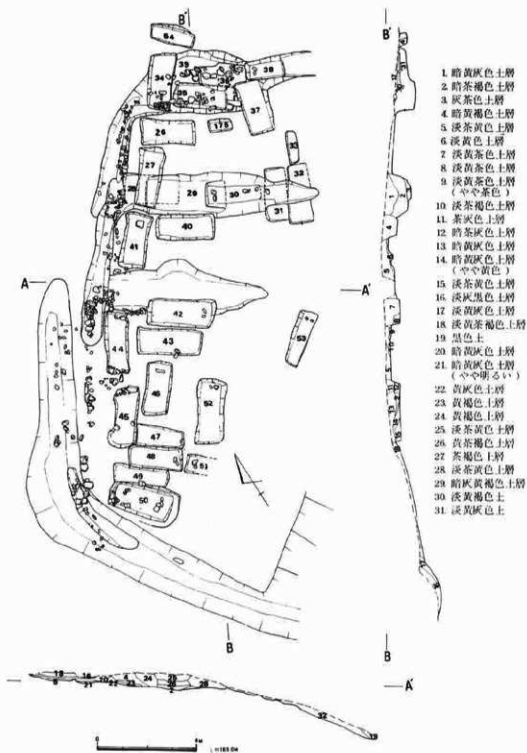 B'
B'
64
39
34
38
35
37
26
175
27
33
32
28
29
30
31
41
40
A
A'
42
44
43
53
46
52
45
47
48
51
49
50
B
B
A'
1. 暗黄灰色土層
2. 暗茶褐色土層
3. 灰茶色土層
4. 暗黄褐色土層
5. 淡茶黄色土層
6. 淡黄色土層
7. 淡黄茶色土層
8. 淡黄茶色土層
9. 淡黄茶色土層
(やや茶色)
10. 淡茶褐色土層
11. 茶灰色土層
12. 暗茶灰色土層
13. 暗黄灰色土層
14. 暗黄灰色土層
(やや黄色)
15. 淡茶黄色土層
16. 淡灰黒色土層
17. 淡黄灰色土層
18. 淡黄茶褐色土層
19. 黒色土
20. 暗黄灰色土層
21. 暗黄灰色土層
(やや明るい)
22. 黄灰色土層
23. 黄褐色土層
24. 黄褐色土層
25. 淡茶黄色土層
26. 黄茶褐色土層
27. 茶褐色土層
28. 淡茶黄色土層
29. 暗灰黄褐色土層
30. 淡黄褐色土
31. 淡黄灰色土
0
4M